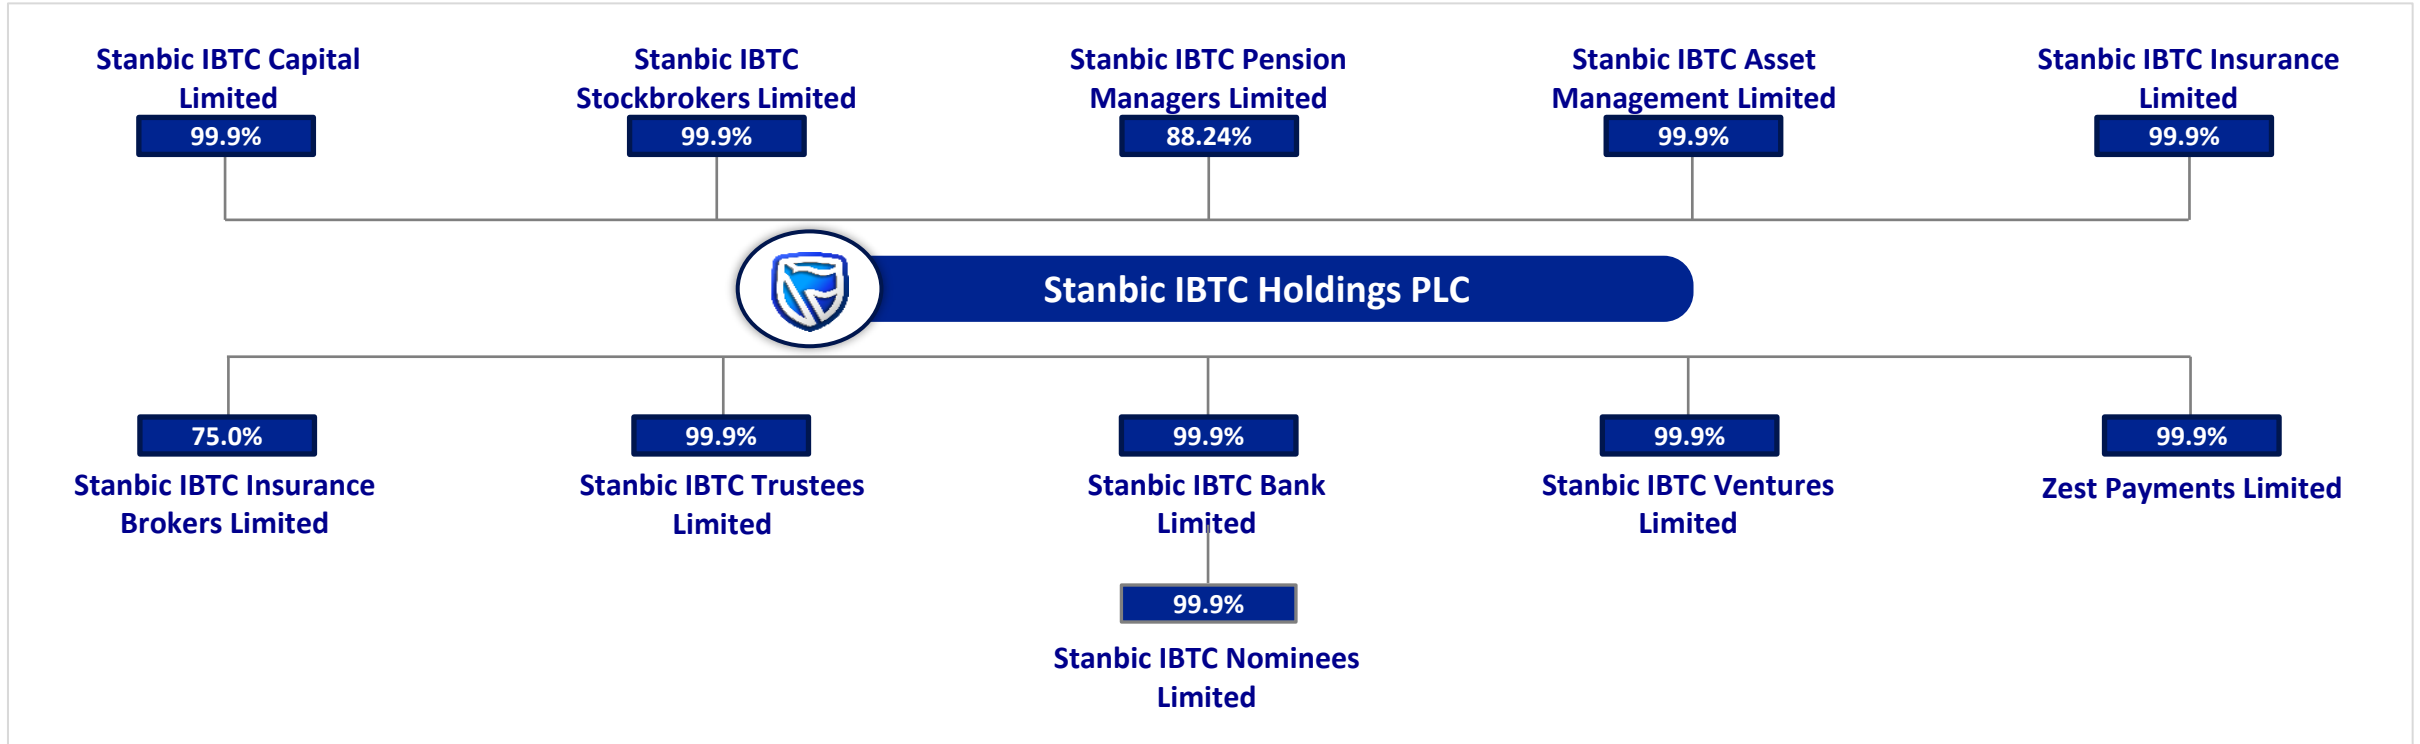 Stanbic IBTC Capital
Limited
99.9%
Stanbic IBTC
Stockbrokers Limited
99.9%
Stanbic IBTC Pension
Managers Limited
88.24%
Stanbic IBTC Asset
Management Limited
99.9%
Stanbic IBTC Insurance
Limited
99.9%
Stanbic IBTC Holdings PLC
75.0%
Stanbic IBTC Insurance
Brokers Limited
99.9%
Stanbic IBTC Trustees
Limited
99.9%
Stanbic IBTC Bank
Limited
99.9%
Stanbic IBTC Nominees
Limited
99.9%
Stanbic IBTC Ventures
Limited
99.9%
Zest Payments Limited